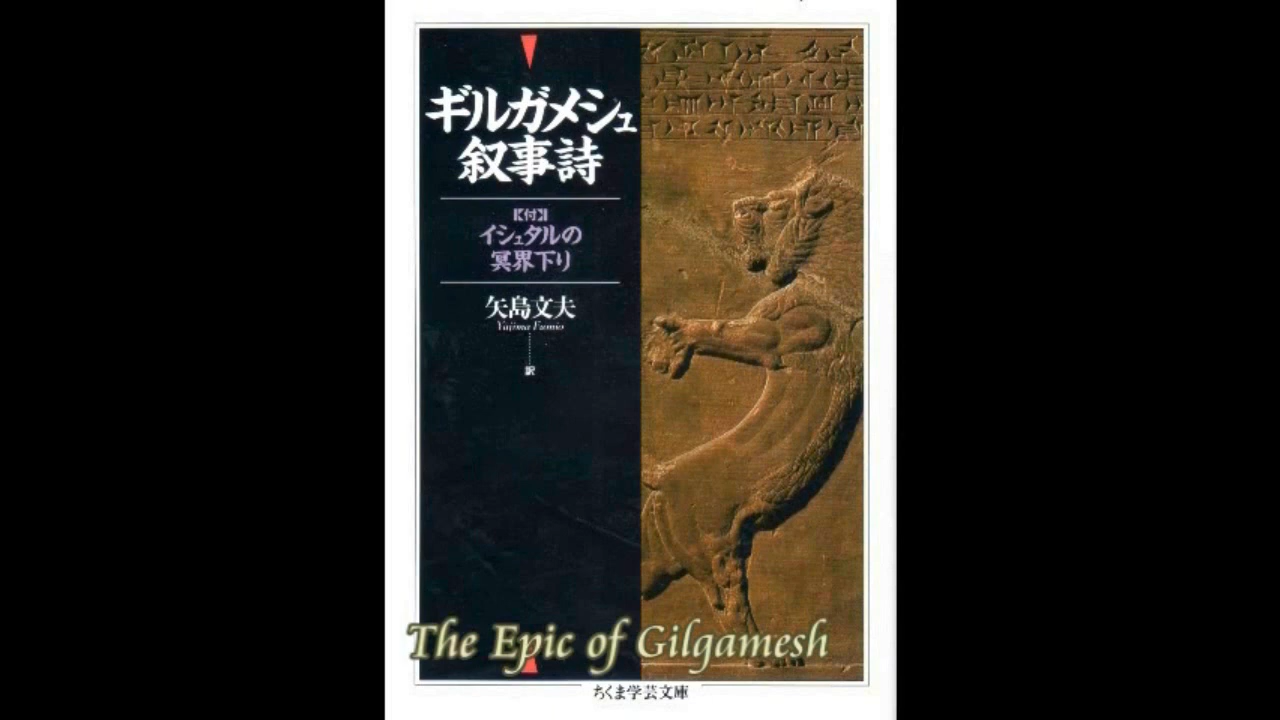 ギルガメシュ
叙事詩
【付】
イシュタルの
冥界下り
矢島文夫
Yajima Fumio
訳
The Epic of Gilgamesh
ちくま学芸文庫